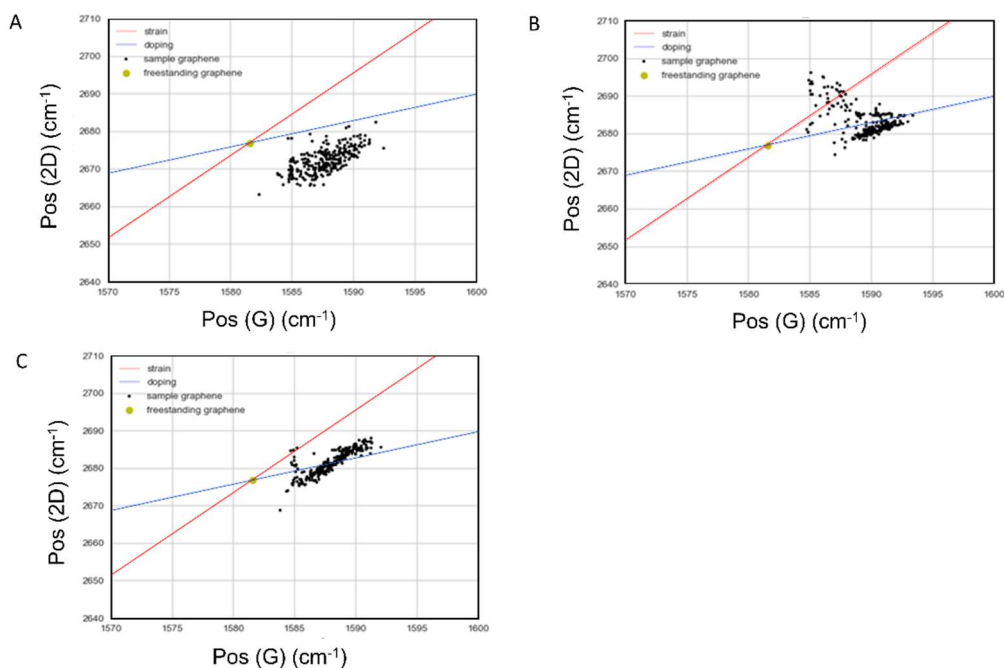 A
2710
2700
2690
2680
2670
2660
2650
2640
Pos (2D) (cm-1)
strain
doping
sample graphene
freestanding graphene
1570 1575 1580 1585 1590 1595 1600
Pos (G) (cm-1)
B
2710
2700
2690
2680
2670
2660
2650
2640
Pos (2D) (cm-1)
strain
doping
sample graphene
freestanding graphene
1570 1575 1580 1585 1590 1595 1600
Pos (G) (cm-1)
C
2710
2700
2690
2680
2670
2660
2650
2640
Pos (2D) (cm-1)
strain
doping
sample graphene
freestanding graphene
1570 1575 1580 1585 1590 1595 1600
Pos (G) (cm-1)